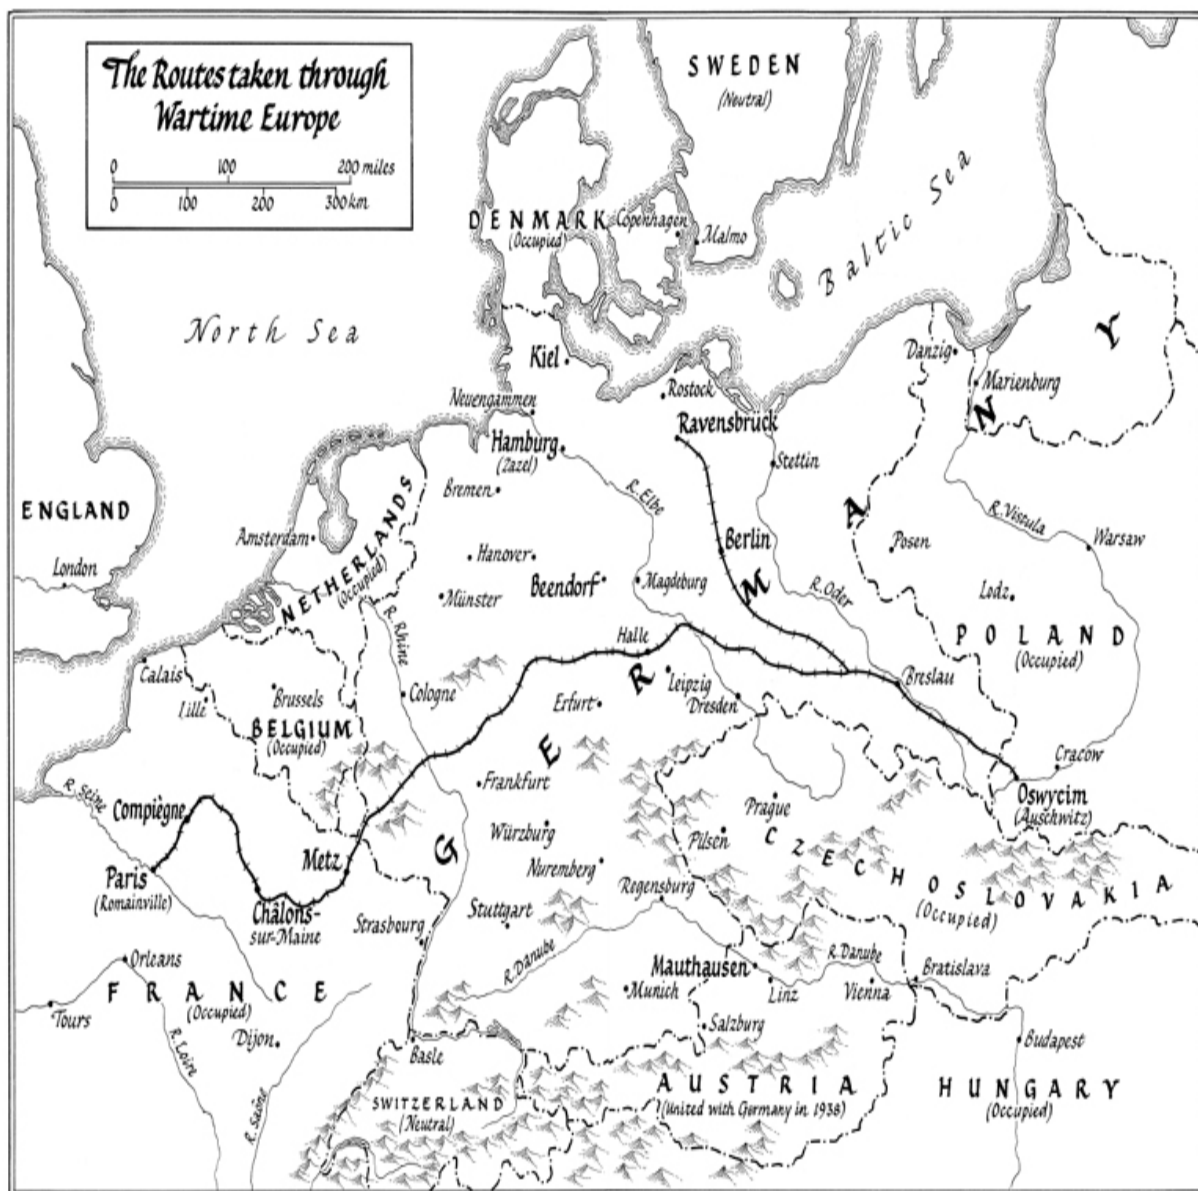 The Routes taken through
Wartime Europe
0 100 200 miles
0 100 200 300 km
SWEDEN
(Neutral)
DENMARK
(Occupied)
Copenhagen
Malmo
Baltic Sea
North Sea
Kiel
Danzig
Marienburg
Rostock
Neuengammen
Ravensbruck
Hamburg
(Zazel)
Stettin
Bremen
R. Elbe
ENGLAND
R. Vistula
Amsterdam
NETHERLANDS
(Occupied)
Hanover
Berlin
Posen
Warsaw
London
Münster
Beendorf
Magdeburg
R. Oder
Lodz
R. Rhine
Halle
POLAND
(Occupied)
Calais
Lille
Brussels
Cologne
Erfurt
Leipzig
Dresden
Breslau
BELGIUM
(Occupied)
GERMANY
Cracow
R. Seine
Frankfurt
Prague
Oswycim
(Auschwitz)
Compiègne
Würzburg
Pilsen
CZECHOSLOVAKIA
(Occupied)
Metz
Nuremberg
Paris
(Romainville)
Regensburg
Châlons-
sur-Maine
Strasbourg
Stuttgart
R. Danube
Mauthausen
R. Danube
Bratislava
Orleans
FRANCE
(Occupied)
Munich
Linz
Vienna
Tours
Dijon
Salzburg
Budapest
R. Loire
Basle
R. Saône
SWITZERLAND
(Neutral)
AUSTRIA
(United with Germany in 1938)
HUNGARY
(Occupied)